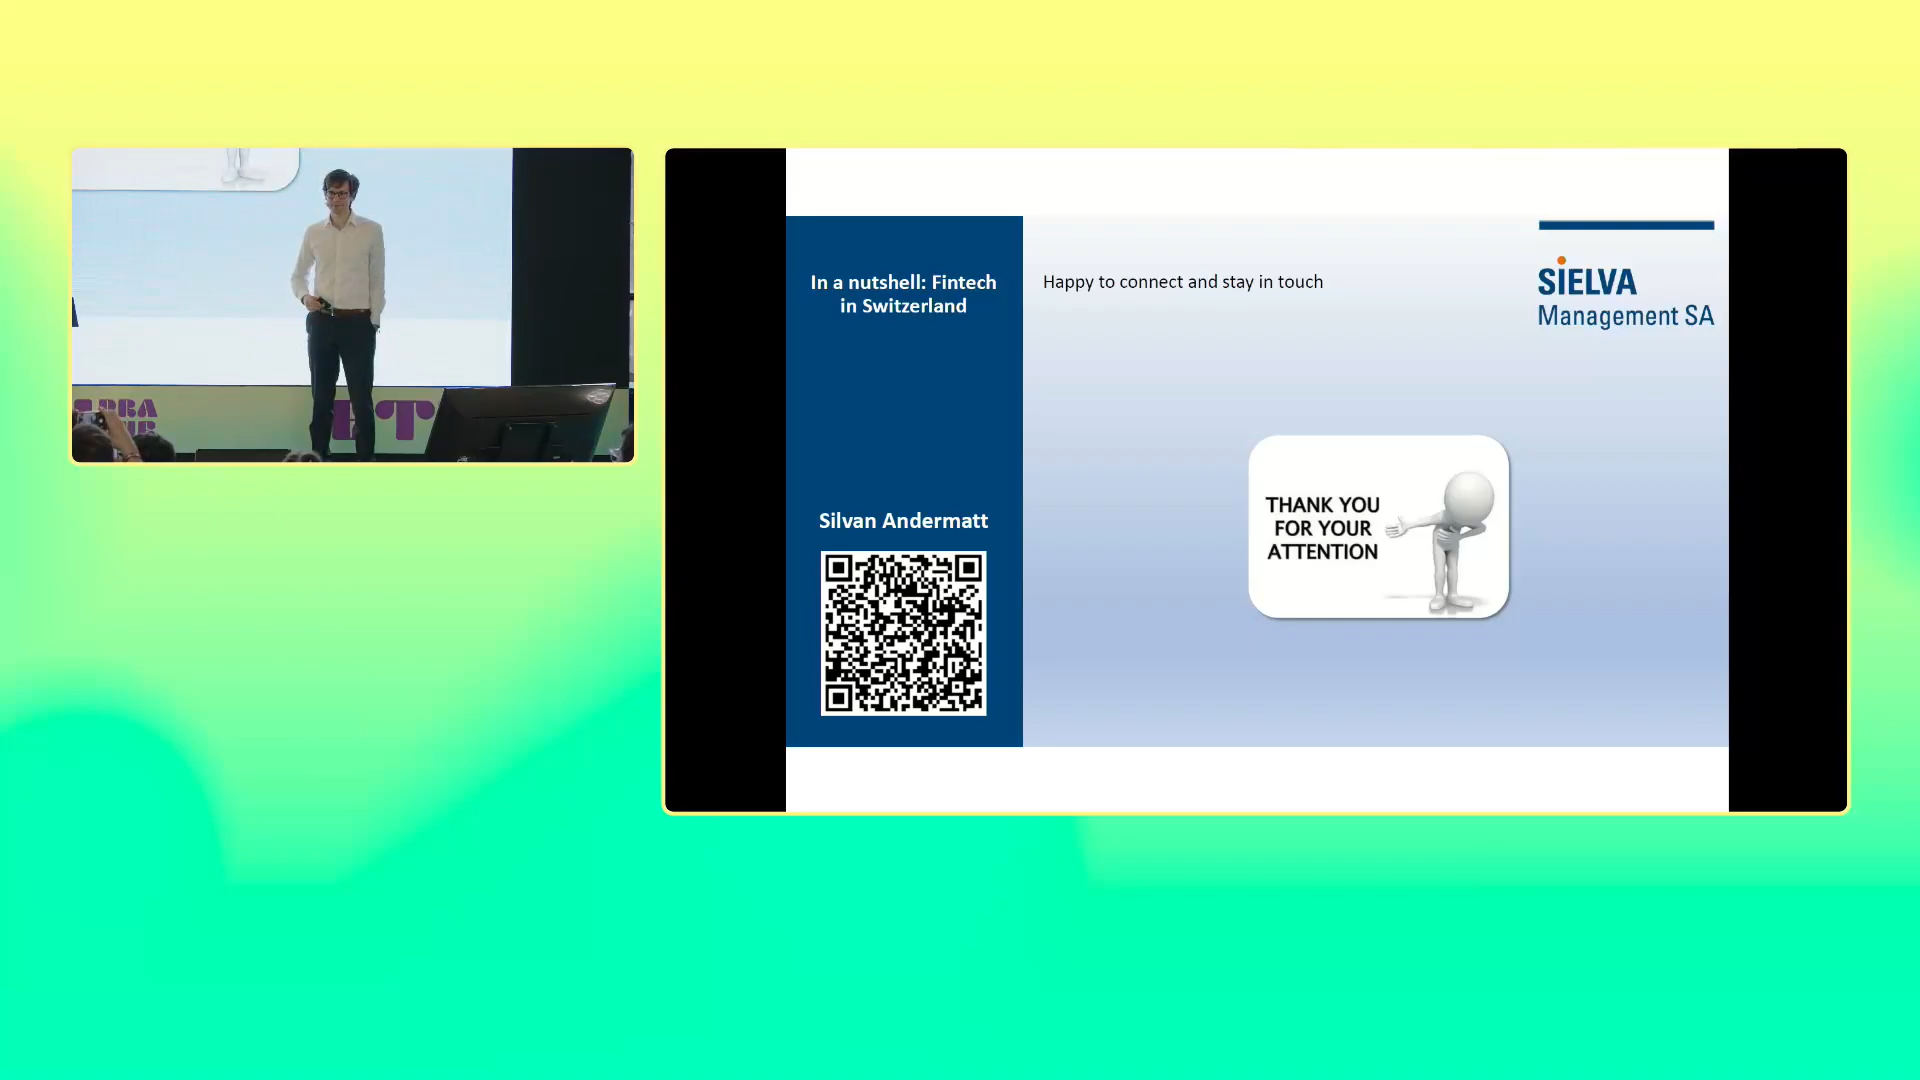 In a nutshell: Fintech
in Switzerland
Silvan Andermatt
Happy to connect and stay in touch
SIELVA
Management SA
THANK YOU
FOR YOUR
ATTENTION